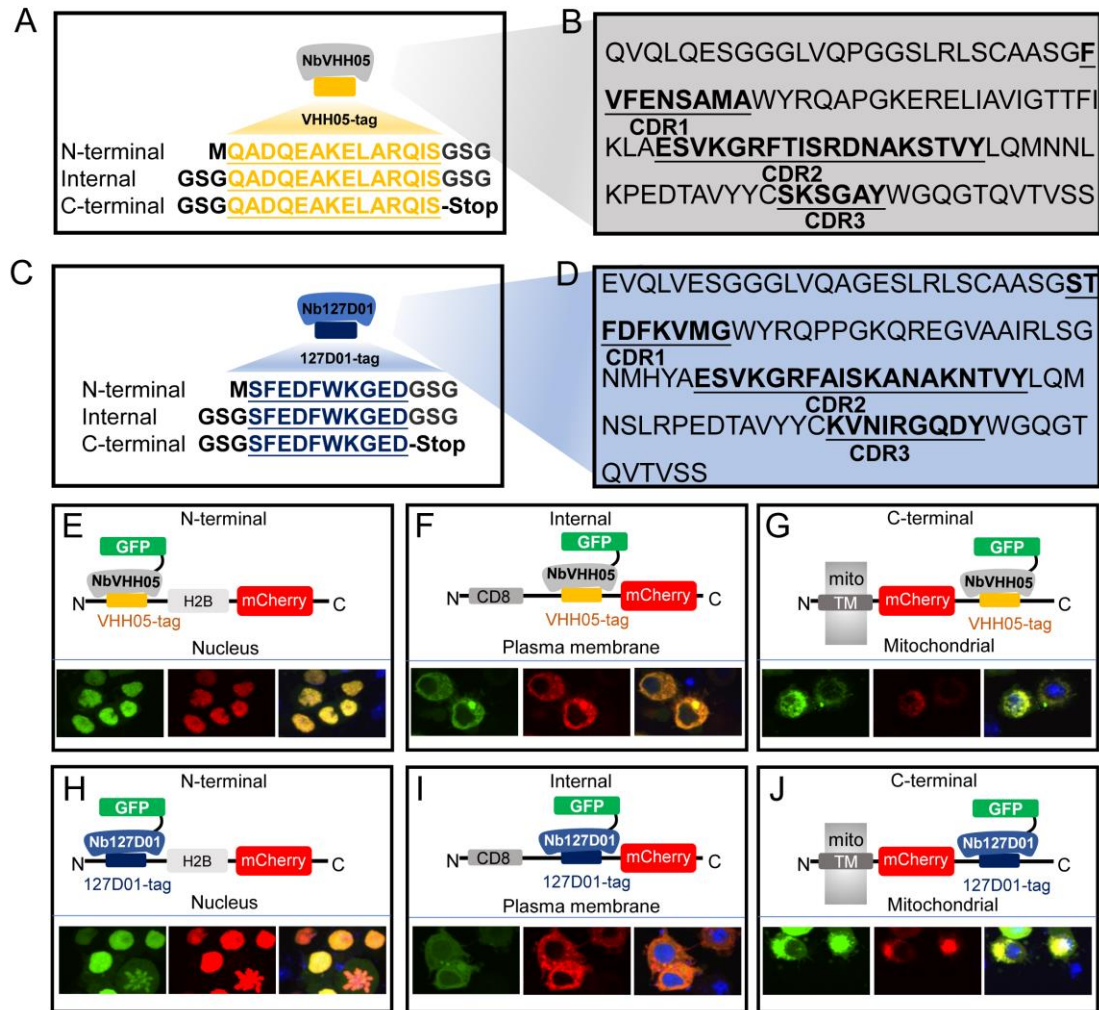 A
NbVHH05
VHH05-tag
N-terminal MQADQEAKELARQISGSG
Internal GSGQADQEAKELARQISGSG
C-terminal GSGQADQEAKELARQIS-Stop
B
QVQLQESGGGLVQPGGSLRLSCAASGF
VFENSAMAWYRQAPGKERELIAVIGTTFI
CDR1
KLAESVKGRFTISRDNAKSTVYLQMNNL
CDR2
KPEDTAVYYCSKSGAYWGQGTQVTVSS
CDR3
C
Nb127D01
127D01-tag
N-terminal MSFEDFWKGEDGSG
Internal GSGSFEDFWKGEDGSG
C-terminal GSGSFEDFWKGED-Stop
D
EVQLVESGGGLVQAGESLRLSCAASGST
FDFKVMGWYRQPPGKQREGVAAIRLSG
CDR1
NMHYAESVKGRFAISKANAKNTVYLQM
CDR2
NSLRPEDTAVYYCKVNIRGQDYWGQGT
CDR3
QVTVSS
E
N-terminal
GFP
NbVHH05
N H2B mCherry C
VHH05-tag
Nucleus
F
Internal
GFP
NbVHH05
N CD8 mCherry C
VHH05-tag
Plasma membrane
G
C-terminal
GFP
mito NbVHH05
N TM mCherry C
VHH05-tag
Mitochondrial
H
N-terminal
GFP
Nb127D01
N H2B mCherry C
127D01-tag
Nucleus
I
Internal
GFP
Nb127D01
N CD8 mCherry C
127D01-tag
Plasma membrane
J
C-terminal
GFP
mito Nb127D01
N TM mCherry C
127D01-tag
Mitochondrial